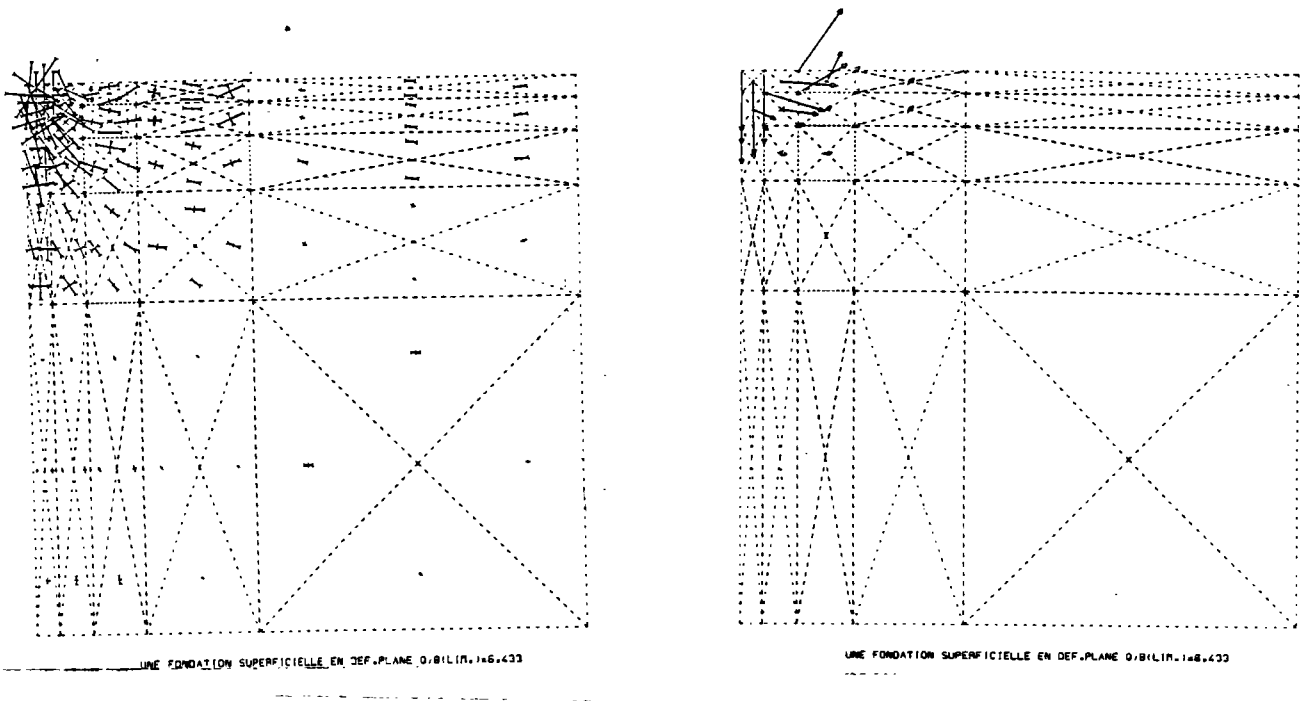 UNE FONDATION SUPERFICIELLE EN DEF.PLANE Q/B(LIM.)=6.433
UNE FONDATION SUPERFICIELLE EN DEF.PLANE Q/B(LIM.)=6.433